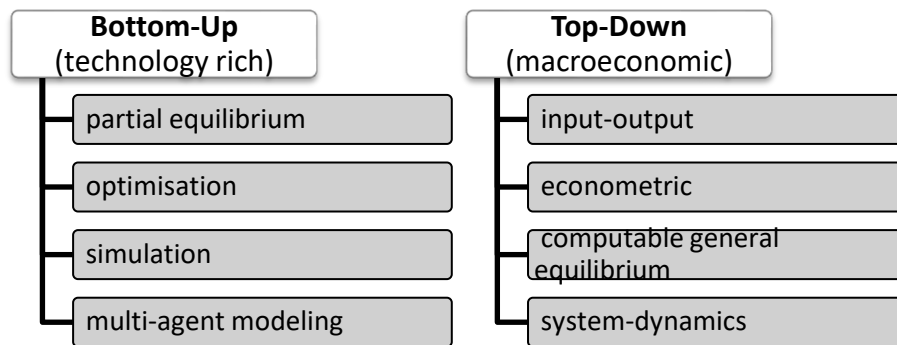 Bottom-Up
(technology rich)
partial equilibrium
optimisation
simulation
multi-agent modeling
Top-Down
(macroeconomic)
input-output
econometric
computable general
equilibrium
system-dynamics